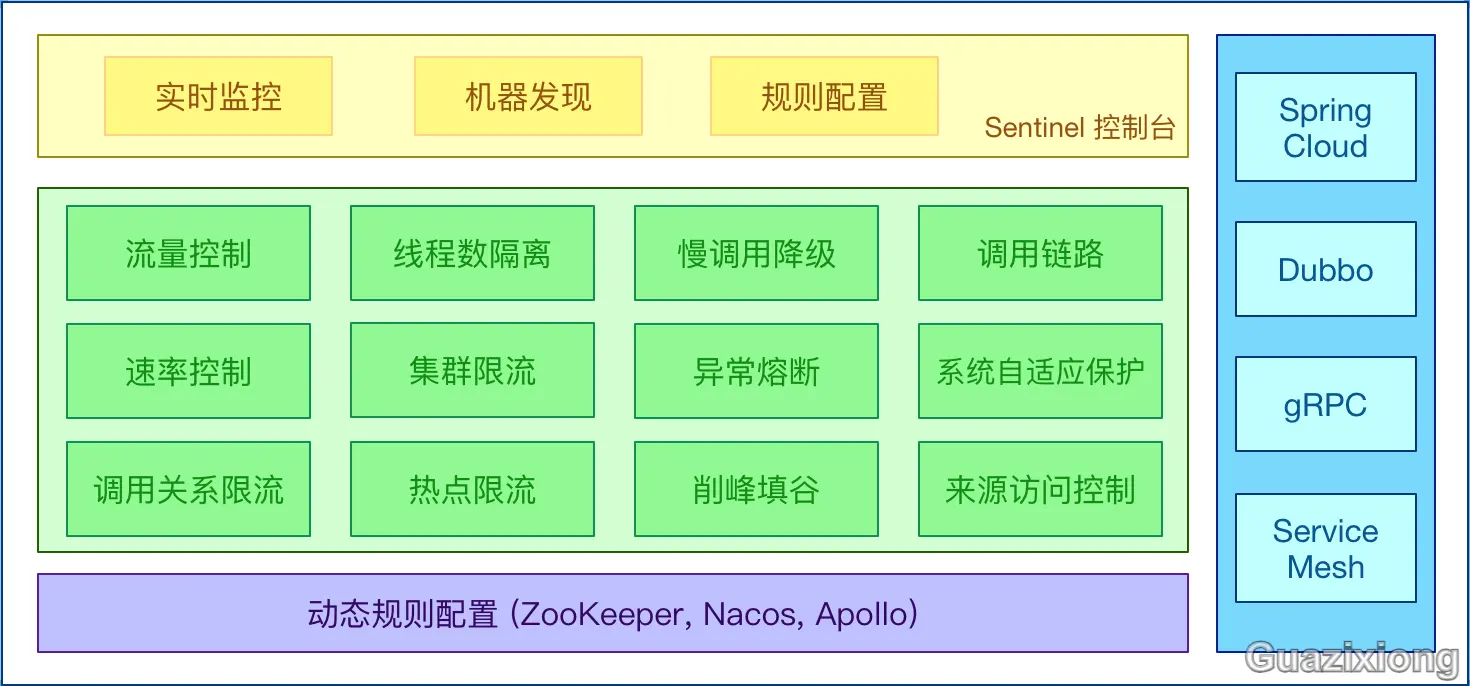 实时监控
机器发现
规则配置
Sentinel 控制台
流量控制
线程数隔离
慢调用降级
调用链路
速率控制
集群限流
异常熔断
系统自适应保护
调用关系限流
热点限流
削峰填谷
来源访问控制
动态规则配置 (ZooKeeper, Nacos, Apollo)
Spring
Cloud
Dubbo
gRPC
Service
Mesh
Guazixiong